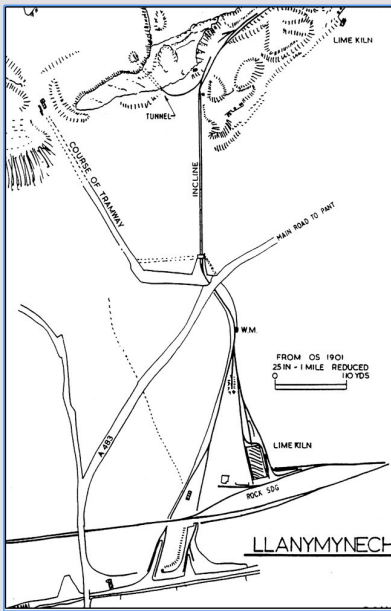 LIME KILN
TUNNEL
COURSE OF TRAMWAY
INCLINE
MAIN ROAD TO PANT
W.M.
FROM OS 1901
25 IN - 1 MILE REDUCED
0 110 YDS
A 483
LIME KILN
ROCK SDG
LLANYMYNECH
CANAL